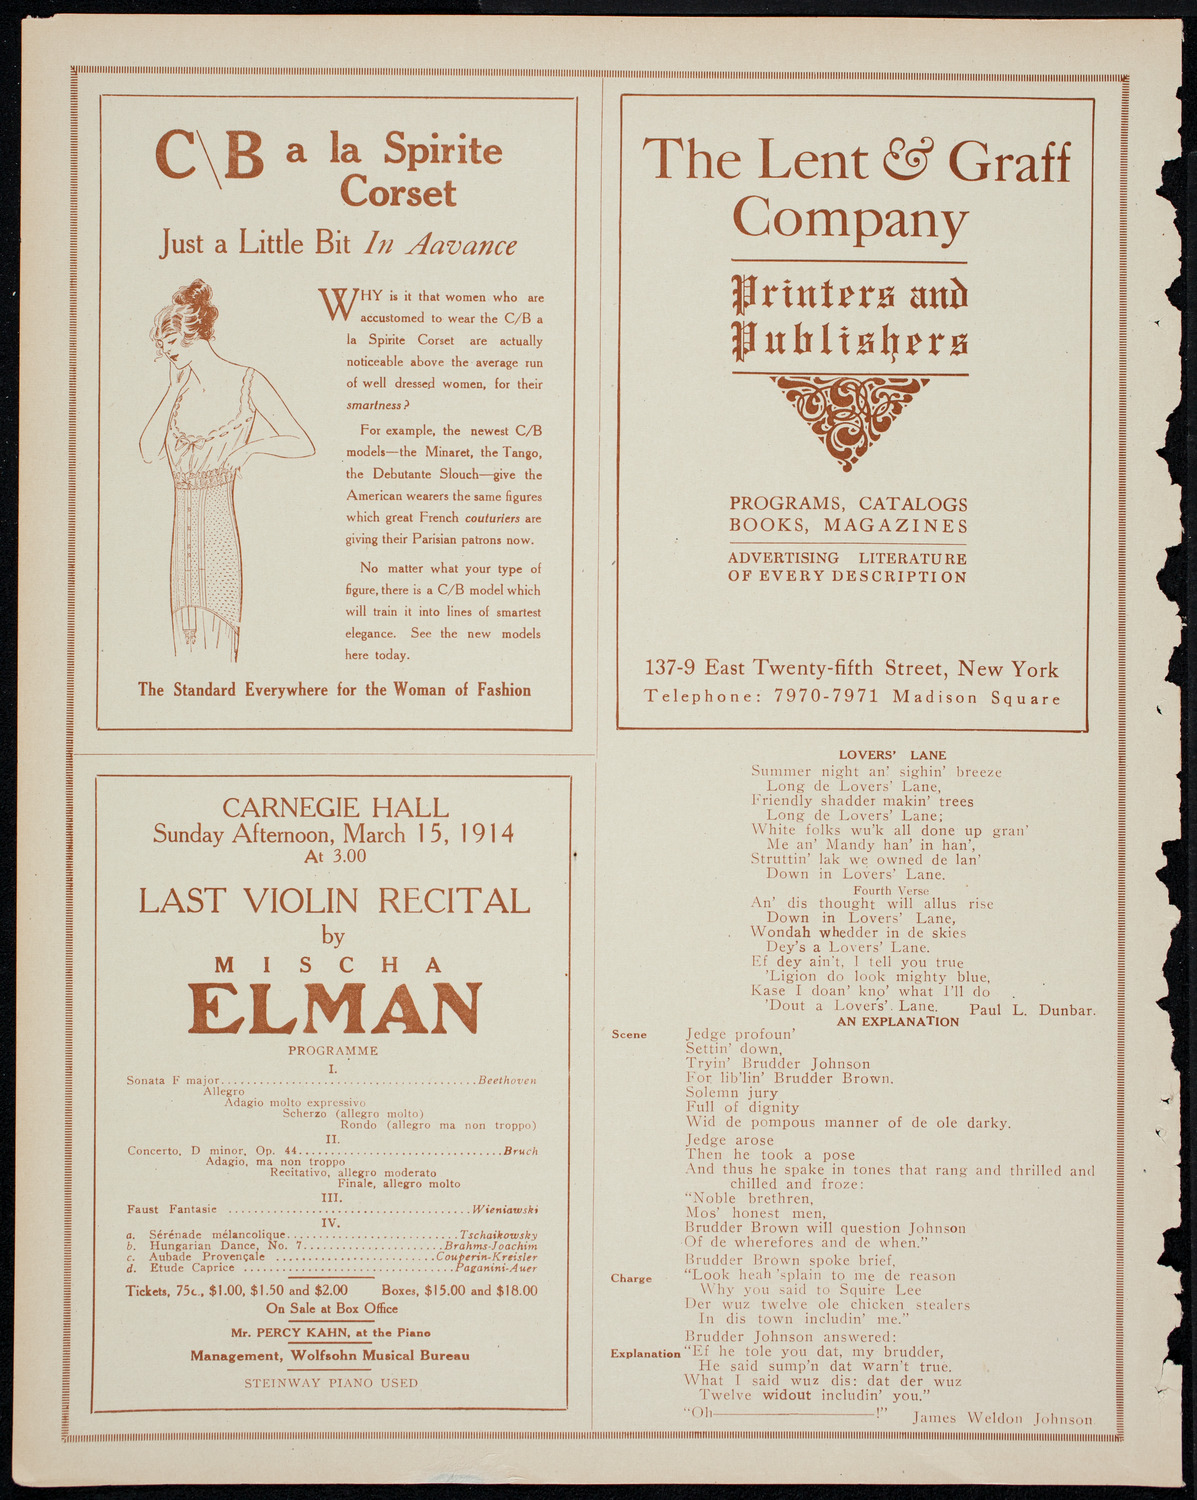 C\B a la Spirite
Corset
Just a Little Bit In Aavance
WHY is it that women who are
accustomed to wear the C/B a
la Spirite Corset are actually
noticeable above the average run
of well dressed women, for their
smartness?
For example, the newest C/B
models—the Minaret, the Tango,
the Debutante Slouch—give the
American wearers the same figures
which great French couturiers are
giving their Parisian patrons now.
No matter what your type of
figure, there is a C/B model which
will train it into lines of smartest
elegance. See the new models
here today.
The Standard Everywhere for the Woman of Fashion
CARNEGIE HALL
Sunday Afternoon, March 15, 1914
At 3.00
LAST VIOLIN RECITAL
by
MISCHA
ELMAN
PROGRAMME
I.
Sonata F major.......................................Beethoven
Allegro
Adagio molto expressivo
Scherzo (allegro molto)
Rondo (allegro ma non troppo)
II.
Concerto, D minor, Op. 44...............................Bruch
Adagio, ma non troppo
Recitativo, allegro moderato
Finale, allegro molto
III.
Faust Fantasie .......................................Wieniawski
IV.
a. Sérénade mélancolique..........................Tschaikowsky
b. Hungarian Dance, No. 7.....................Brahms-Joachim
c. Aubade Provençale ........................Couperin-Kreisler
d. Etude Caprice ................................Paganini-Auer
Tickets, 75c., $1.00, $1.50 and $2.00 Boxes, $15.00 and $18.00
On Sale at Box Office
Mr. PERCY KAHN, at the Piano
Management, Wolfsohn Musical Bureau
STEINWAY PIANO USED
The Lent & Graff
Company
Printers and
Publishers
PROGRAMS, CATALOGS
BOOKS, MAGAZINES
ADVERTISING LITERATURE
OF EVERY DESCRIPTION
137-9 East Twenty-fifth Street, New York
Telephone: 7970-7971 Madison Square
LOVERS' LANE
Summer night an' sighin' breeze
Long de Lovers' Lane,
Friendly shadder makin' trees
Long de Lovers' Lane;
White folks wu'k all done up gran'
Me an' Mandy han' in han',
Struttin' lak we owned de lan'
Down in Lovers' Lane.
Fourth Verse
An' dis thought will allus rise
Down in Lovers' Lane,
Wondah whedder in de skies
Dey's a Lovers' Lane.
Ef dey ain't, I tell you true
'Ligion do look mighty blue,
Kase I doan' kno' what I'll do
'Dout a Lovers' Lane. Paul L. Dunbar.
AN EXPLANATION
Scene Jedge profoun'
Settin' down,
Tryin' Brudder Johnson
For lib'lin' Brudder Brown.
Solemn jury
Full of dignity
Wid de pompous manner of de ole darky.
Jedge arose
Then he took a pose
And thus he spake in tones that rang and thrilled and
chilled and froze:
"Noble brethren,
Mos' honest men,
Brudder Brown will question Johnson
Of de wherefores and de when."
Brudder Brown spoke brief,
Charge "Look heah 'splain to me de reason
Why you said to Squire Lee
Der wuz twelve ole chicken stealers
In dis town includin' me."
Brudder Johnson answered:
Explanation "Ef he tole you dat, my brudder,
He said sump'n dat warn't true.
What I said wuz dis: dat der wuz
Twelve widout includin' you."
"Oh——————!" James Weldon Johnson